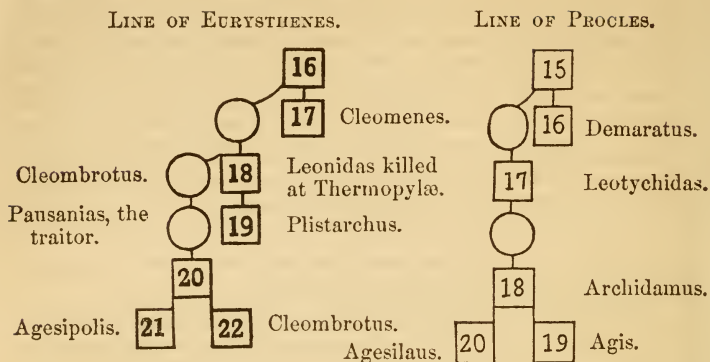 LINE OF EURYSTHENES.
16
17 Cleomenes.
Cleombrotus. 18 Leonidas killed
at Thermopylæ.
Pausanias, the
traitor. 19 Plistarchus.
20
Agesipolis. 21 22 Cleombrotus.
LINE OF PROCLES.
15
16 Demaratus.
17 Leotychidas.
18 Archidamus.
Agesilaus. 20 19 Agis.